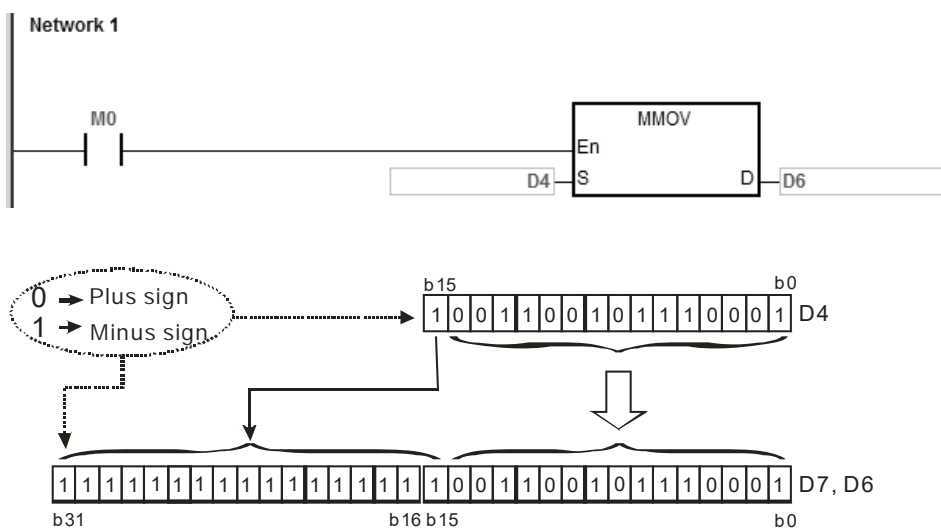 Network 1
M0
MMOV
En
D4 S D D6
0 → Plus sign
1 → Minus sign
b15 b0
1 0 0 1 1 0 0 1 0 1 1 1 0 0 0 1 D4
1 1 1 1 1 1 1 1 1 1 1 1 1 1 1 1 1 0 0 1 1 0 0 1 0 1 1 1 0 0 0 1 D7, D6
b31 b16 b15 b0